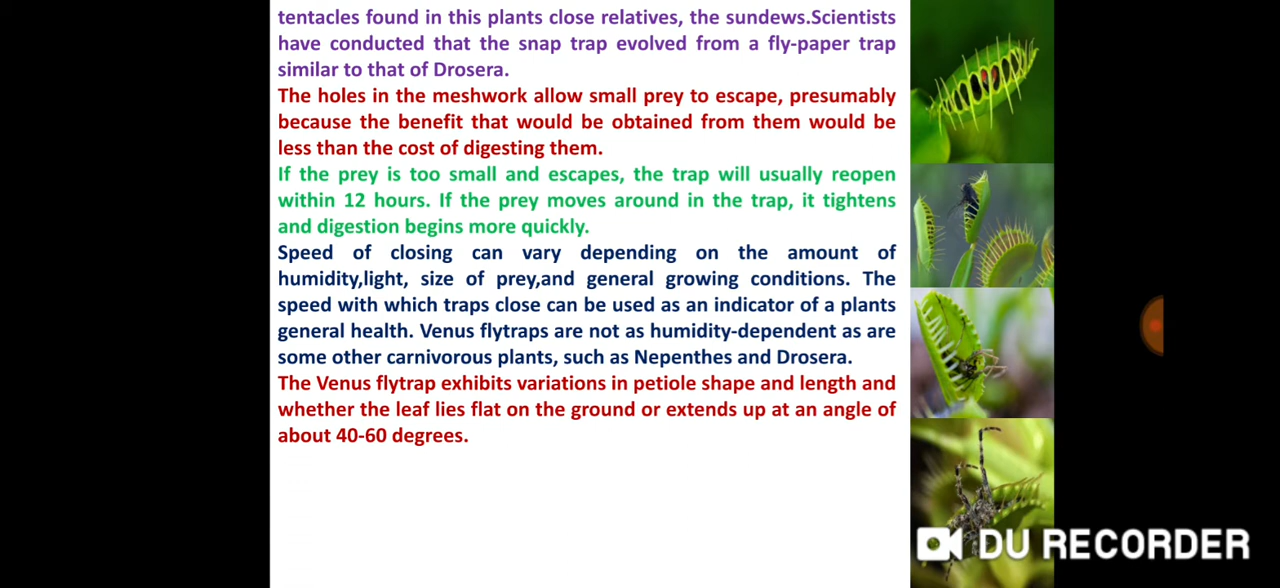 tentacles found in this plants close relatives, the sundews.Scientists
have conducted that the snap trap evolved from a fly-paper trap
similar to that of Drosera.
The holes in the meshwork allow small prey to escape, presumably
because the benefit that would be obtained from them would be
less than the cost of digesting them.
If the prey is too small and escapes, the trap will usually reopen
within 12 hours. If the prey moves around in the trap, it tightens
and digestion begins more quickly.
Speed of closing can vary depending on the amount of
humidity,light, size of prey,and general growing conditions. The
speed with which traps close can be used as an indicator of a plants
general health. Venus flytraps are not as humidity-dependent as are
some other carnivorous plants, such as Nepenthes and Drosera.
The Venus flytrap exhibits variations in petiole shape and length and
whether the leaf lies flat on the ground or extends up at an angle of
about 40-60 degrees.
DU RECORDER